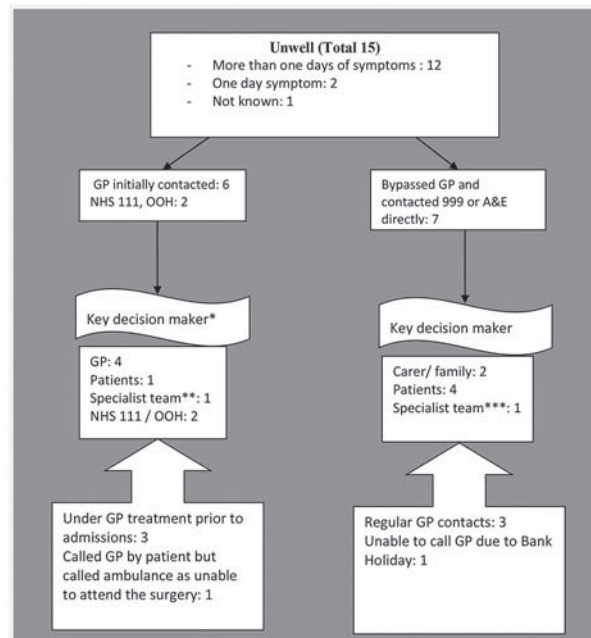 Unwell (Total 15)
- More than one days of symptoms : 12
- One day symptom: 2
- Not known: 1
GP initially contacted: 6
NHS 111, OOH: 2
Bypassed GP and
contacted 999 or A&E
directly: 7
Key decision maker*
Key decision maker
GP: 4
Patients: 1
Specialist team**: 1
NHS 111 / OOH: 2
Carer/ family: 2
Patients: 4
Specialist team***: 1
Under GP treatment prior to
admissions: 3
Called GP by patient but
called ambulance as unable
to attend the surgery: 1
Regular GP contacts: 3
Unable to call GP due to Bank
Holiday: 1